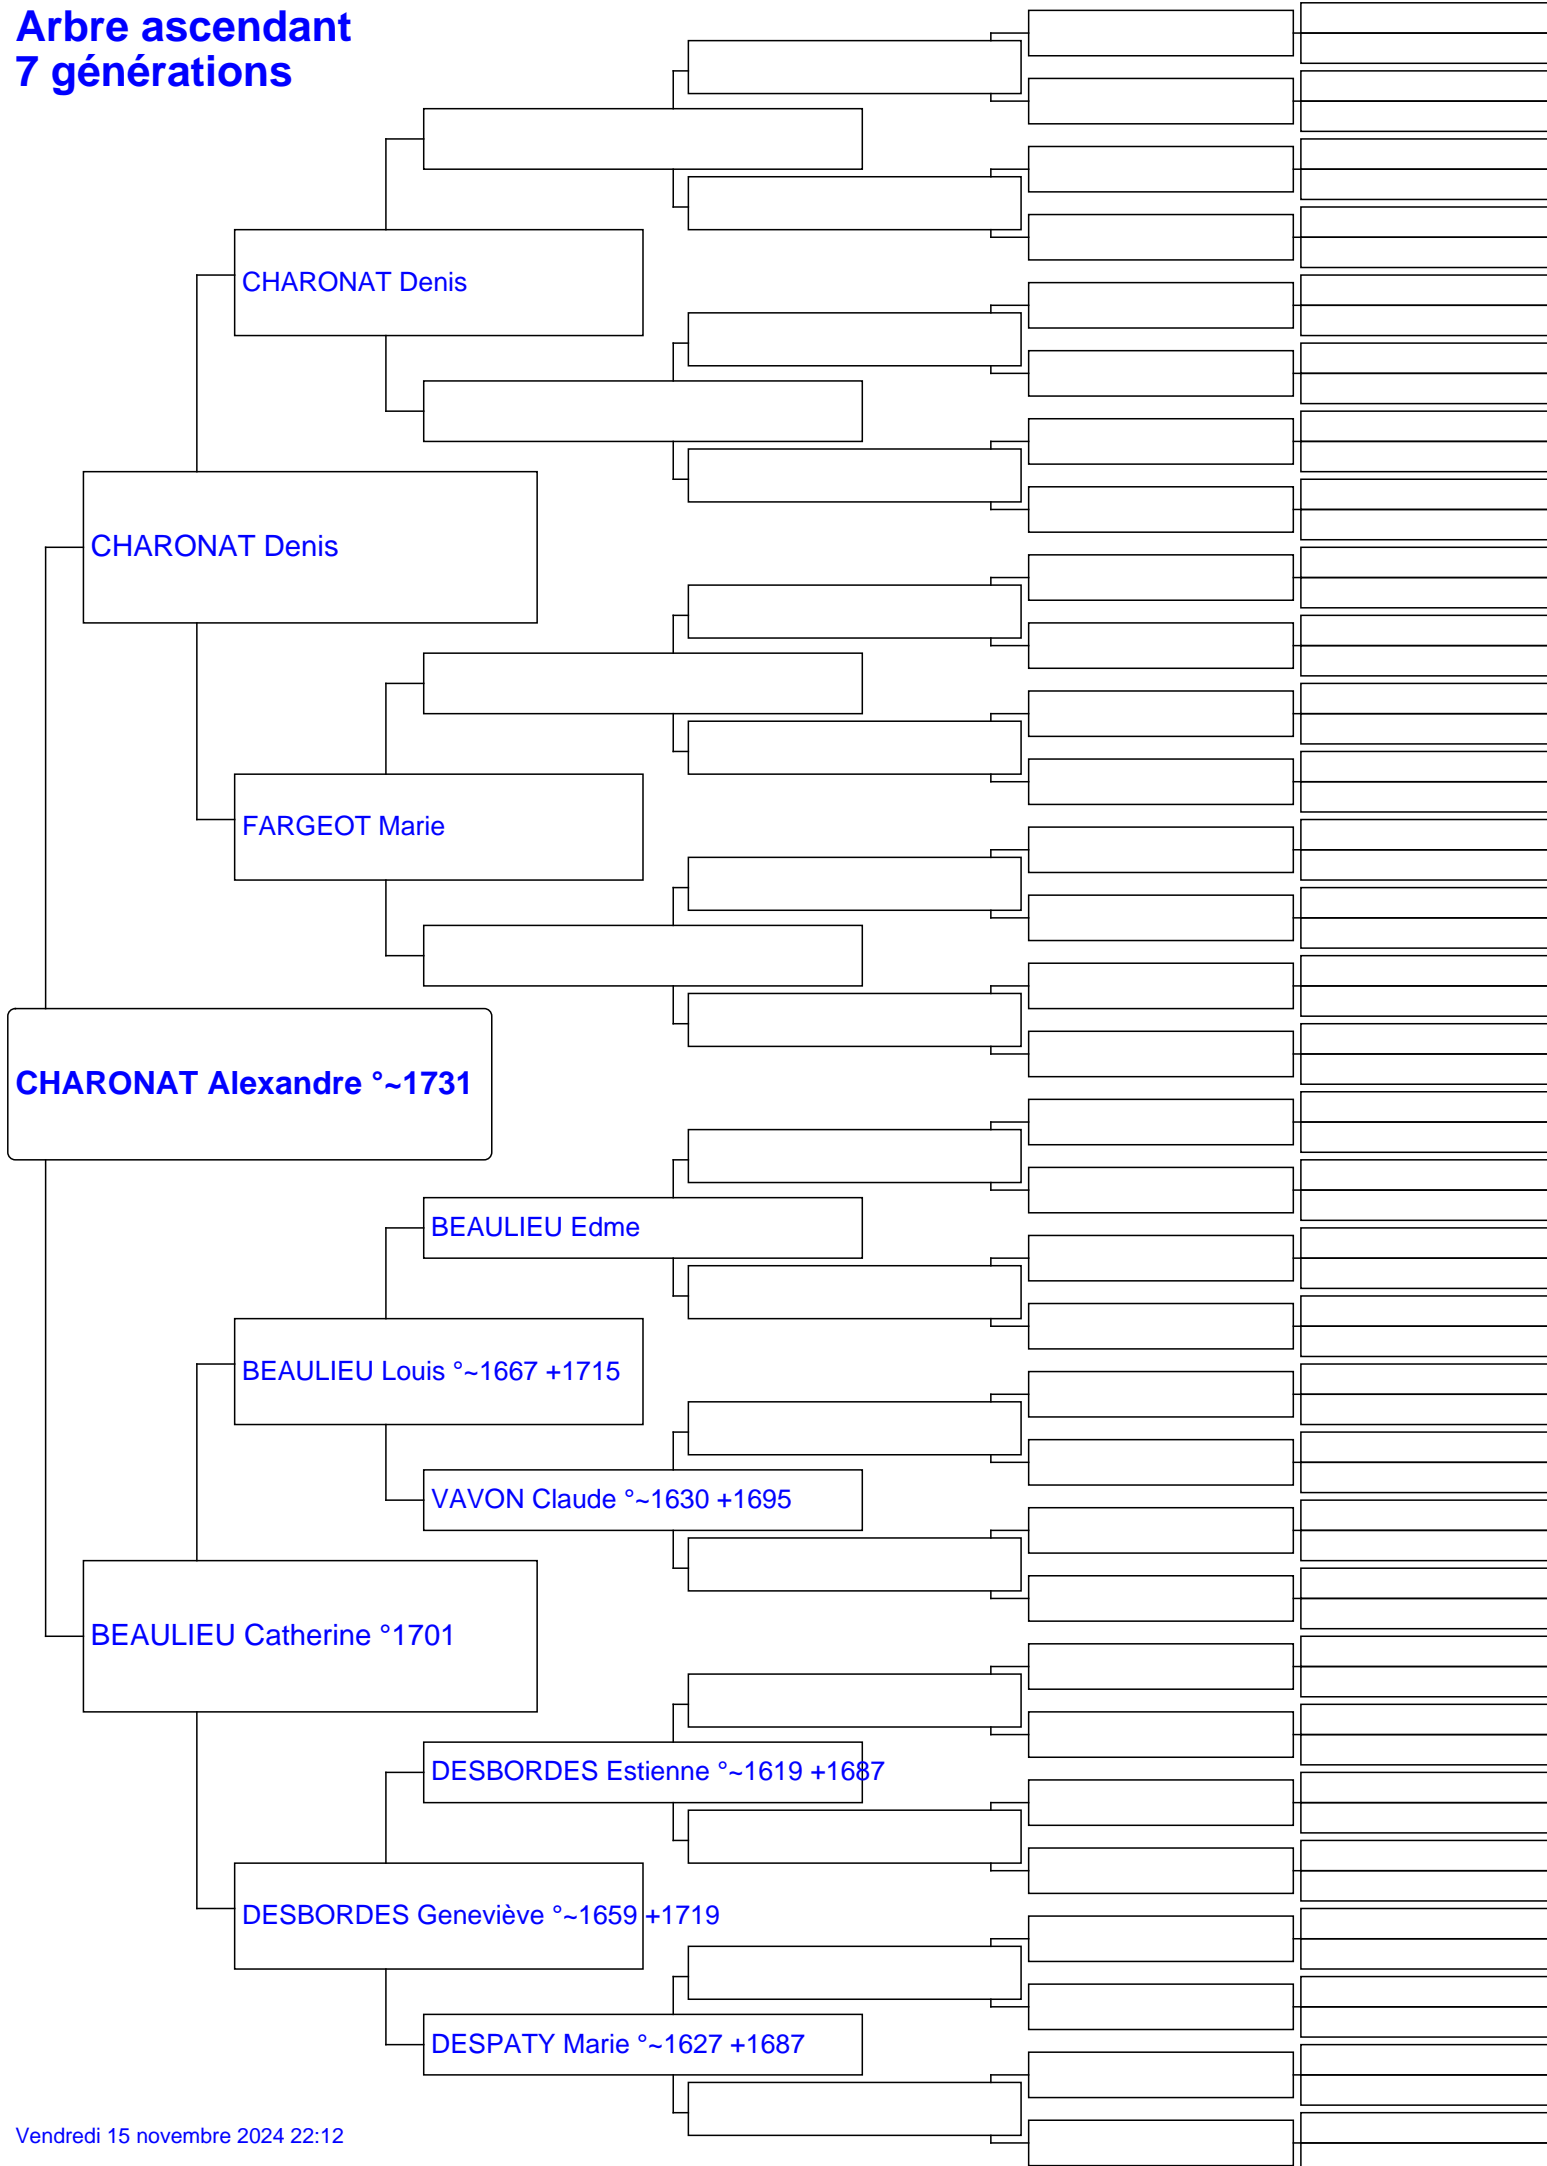 Arbre ascendant
7 générations
CHARONAT Denis
CHARONAT Denis
FARGEOT Marie
CHARONAT Alexandre °~1731
BEAULIEU Edme
BEAULIEU Louis °~1667 +1715
VAVON Claude °~1630 +1695
BEAULIEU Catherine °1701
DESBORDES Estienne °~1619 +1687
DESBORDES Geneviève °~1659 +1719
DESPATY Marie °~1627 +1687
Vendredi 15 novembre 2024 22:12